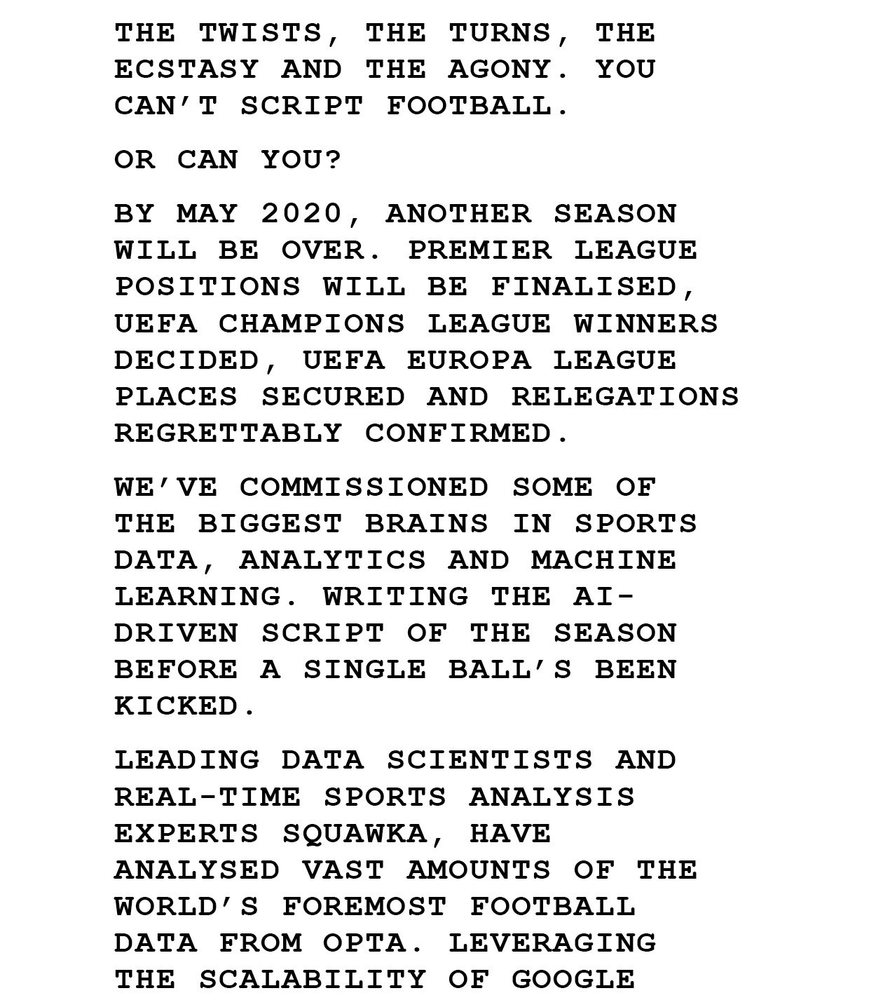 THE TWISTS, THE TURNS, THE
ECSTASY AND THE AGONY. YOU
CAN’T SCRIPT FOOTBALL.
OR CAN YOU?
BY MAY 2020, ANOTHER SEASON
WILL BE OVER. PREMIER LEAGUE
POSITIONS WILL BE FINALISED,
UEFA CHAMPIONS LEAGUE WINNERS
DECIDED, UEFA EUROPA LEAGUE
PLACES SECURED AND RELEGATIONS
REGRETTABLY CONFIRMED.
WE’VE COMMISSIONED SOME OF
THE BIGGEST BRAINS IN SPORTS
DATA, ANALYTICS AND MACHINE
LEARNING. WRITING THE AI-
DRIVEN SCRIPT OF THE SEASON
BEFORE A SINGLE BALL’S BEEN
KICKED.
LEADING DATA SCIENTISTS AND
REAL-TIME SPORTS ANALYSIS
EXPERTS SQUAWKA, HAVE
ANALYSED VAST AMOUNTS OF THE
WORLD’S FOREMOST FOOTBALL
DATA FROM OPTA. LEVERAGING
THE SCALABILITY OF GOOGLE